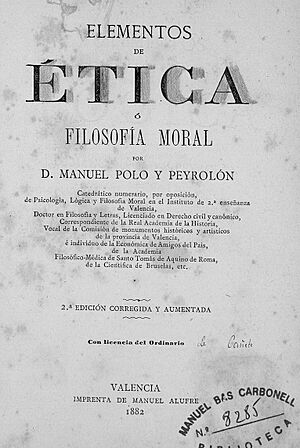 ELEMENTOS
DE
ÉTICA
Ó
FILOSOFÍA MORAL
POR
D. MANUEL POLO Y PEYROLÓN
Catedrático numerario, por oposición,
de Psicología, Lógica y Filosofía Moral en el Instituto de 2.ª enseñanza
de Valencia,
Doctor en Filosofía y Letras, Licenciado en Derecho civil y canónico,
Correspondiente de la Real Academia de la Historia,
Vocal de la Comisión de monumentos históricos y artísticos
de la provincia de Valencia,
é individuo de la Económica de Amigos del País,
de la Academia
Filosófico-Médica de Santo Tomás de Aquino de Roma,
de la Científica de Bruselas, etc.
2.ª EDICIÓN CORREGIDA Y AUMENTADA
Con licencia del Ordinario
VALENCIA
IMPRENTA DE MANUEL ALUFRE
1882
MANUEL BAS CARBONELL
N.º 8285
BIBLIOTECA